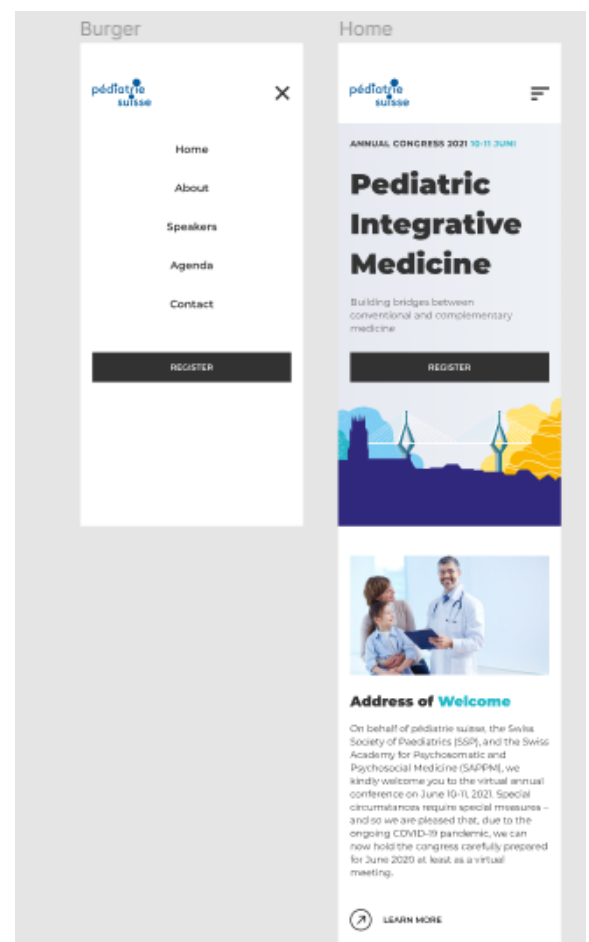 Burger
pédiatrie
suisse
Home
About
Speakers
Agenda
Contact
REGISTER
Home
pédiatrie
suisse
ANNUAL CONGRESS 2021 10-11 JUNI
Pediatric
Integrative
Medicine
Building bridges between
conventional and complementary
medicine
REGISTER
Address of Welcome
On behalf of pédiatrie suisse, the Swiss
Society of Paediatrics (SSP), and the Swiss
Academy for Psychosomatic and
Psychosocial Medicine (SAPPM), we
kindly welcome you to the virtual annual
conference on June 10-11, 2021. Special
circumstances require special measures –
and so we are pleased that, due to the
ongoing COVID-19 pandemic, we can
now hold the congress carefully prepared
for June 2020 at least as a virtual
meeting.
LEARN MORE